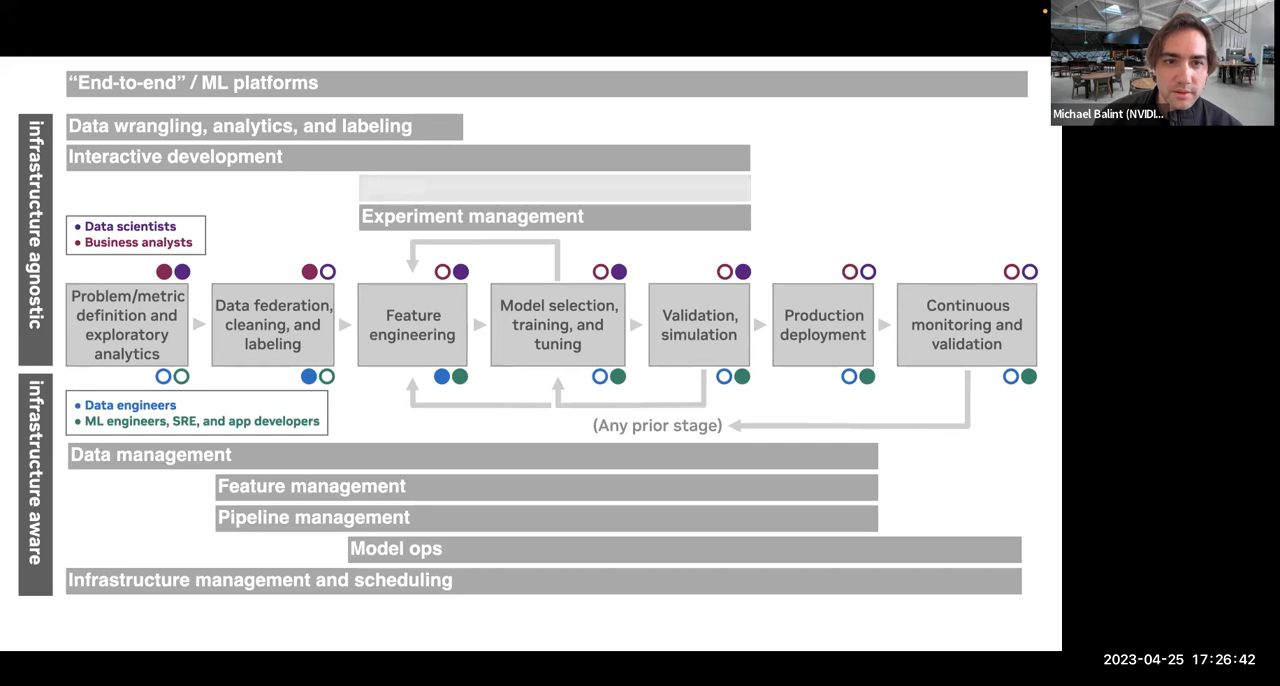 “End-to-end” / ML platforms
Michael Balint (NVIDI...
infrastructure agnostic
Data wrangling, analytics, and labeling
Interactive development
Experiment management
• Data scientists
• Business analysts
Problem/metric
definition and
exploratory
analytics
Data federation,
cleaning, and
labeling
Feature
engineering
Model selection,
training, and
tuning
Validation,
simulation
Production
deployment
Continuous
monitoring and
validation
infrastructure aware
• Data engineers
• ML engineers, SRE, and app developers
(Any prior stage)
Data management
Feature management
Pipeline management
Model ops
Infrastructure management and scheduling
2023-04-25 17:26:42